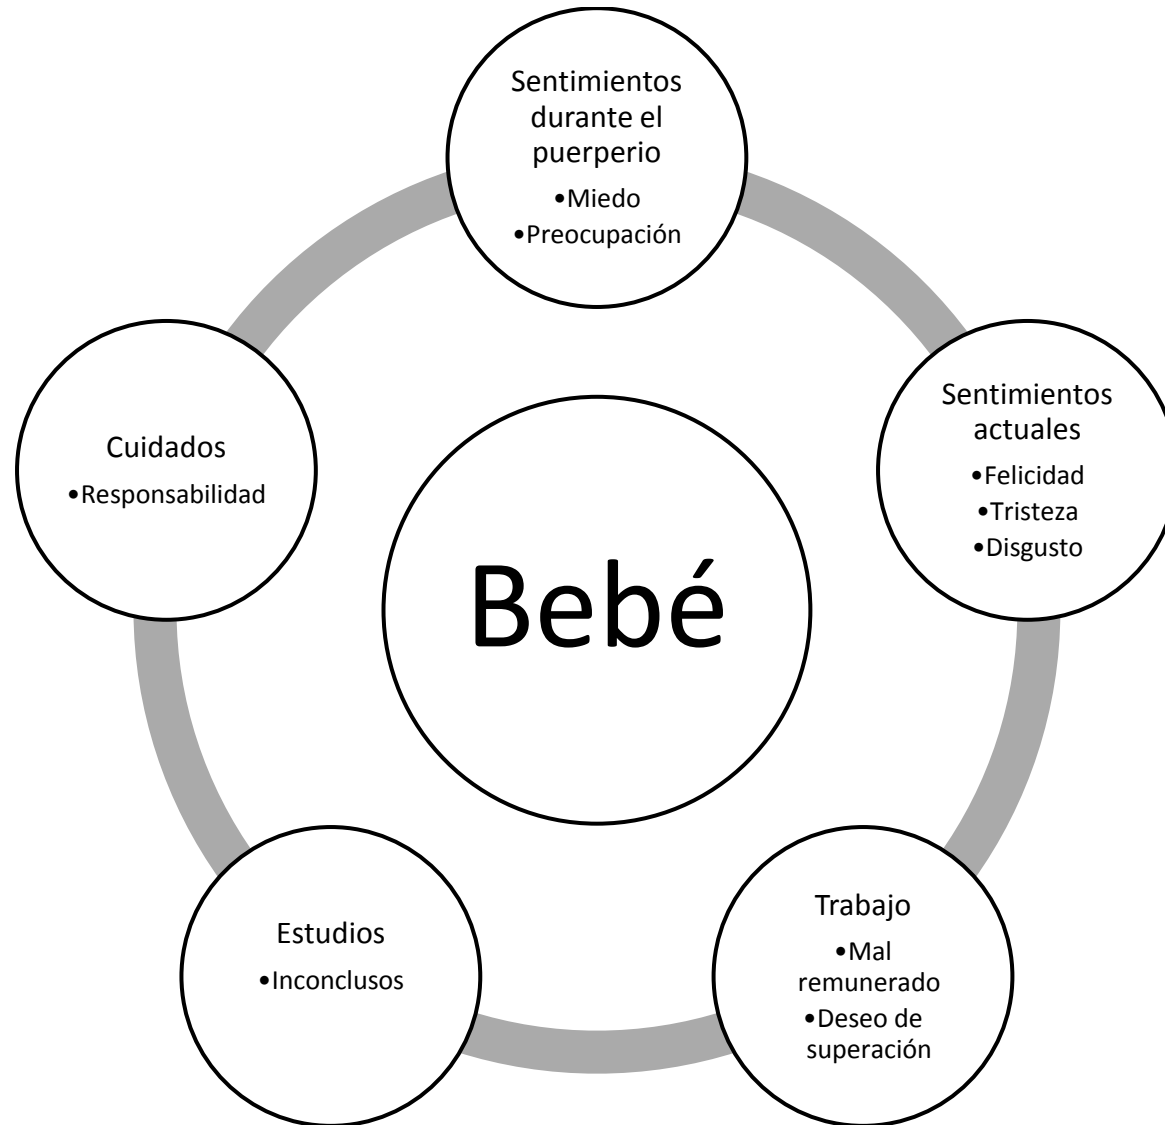 Sentimientos
durante el
puerperio
•Miedo
•Preocupación
Sentimientos
actuales
•Felicidad
•Tristeza
•Disgusto
Trabajo
•Mal
remunerado
•Deseo de
superación
Estudios
•Inconclusos
Cuidados
•Responsabilidad
Bebé